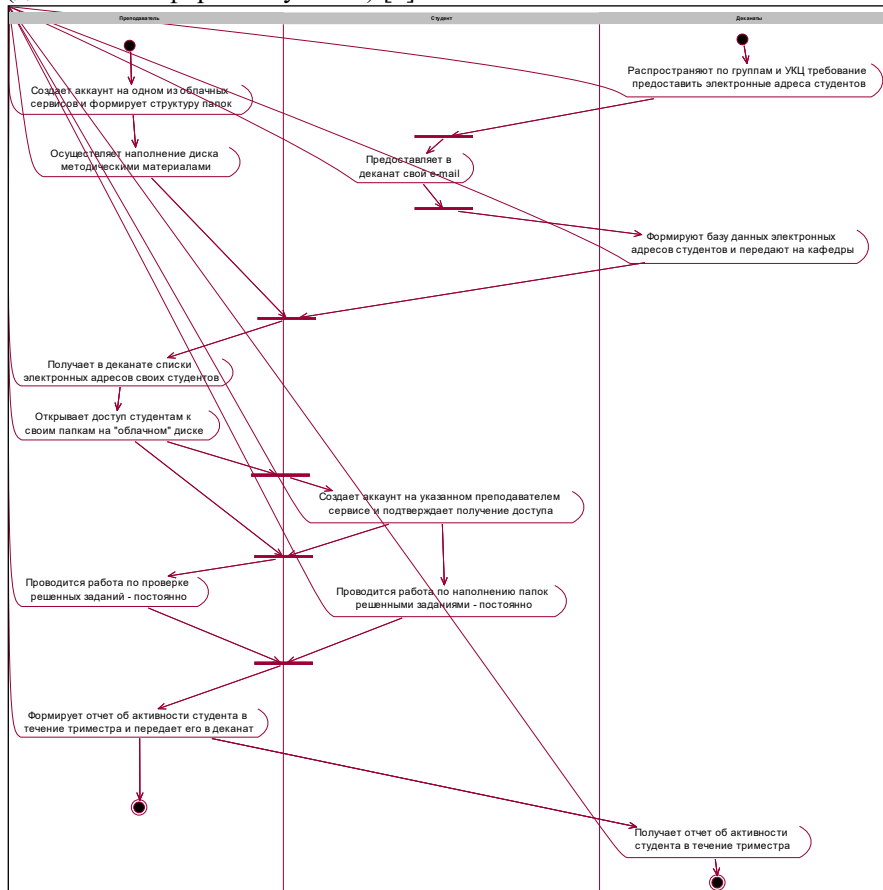 Преподаватель
Студент
Деканаты
Создает аккаунт на одном из облачных
сервисов и формирует структуру папок
Распространяют по группам и УКЦ требование
предоставить электронные адреса студентов
Осуществляет наполнение диска
методическими материалами
Предоставляет в
деканат свой e-mail
Формируют базу данных электронных
адресов студентов и передают на кафедры
Получает в деканате списки
электронных адресов своих студентов
Открывает доступ студентам к
своим папкам на "облачном" диске
Создает аккаунт на указанном преподавателем
сервисе и подтверждает получение доступа
Проводится работа по проверке
решенных заданий - постоянно
Проводится работа по наполнению папок
решенными заданиями - постоянно
Формирует отчет об активности студента в
течение триместра и передает его в деканат
Получает отчет об активности
студента в течение триместра